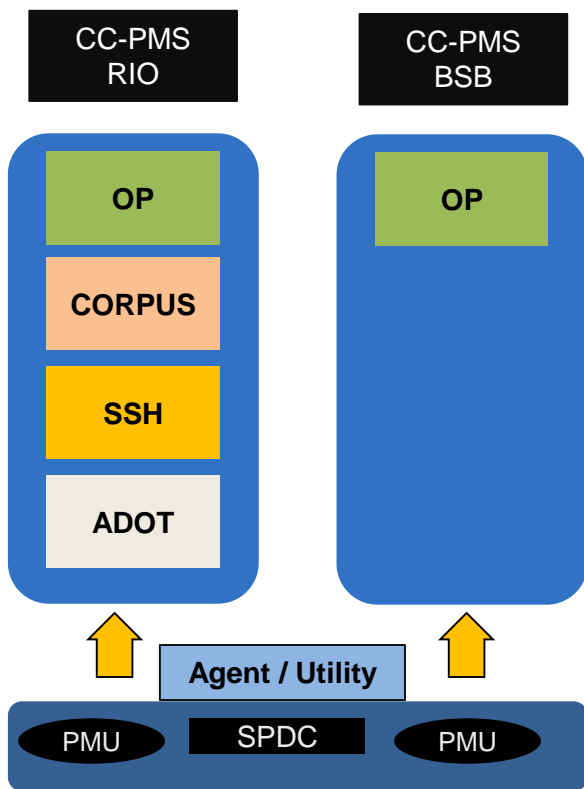 CC-PMS
RIO
CC-PMS
BSB
OP
CORPUS
SSH
ADOT
OP
Agent / Utility
PMU
SPDC
PMU